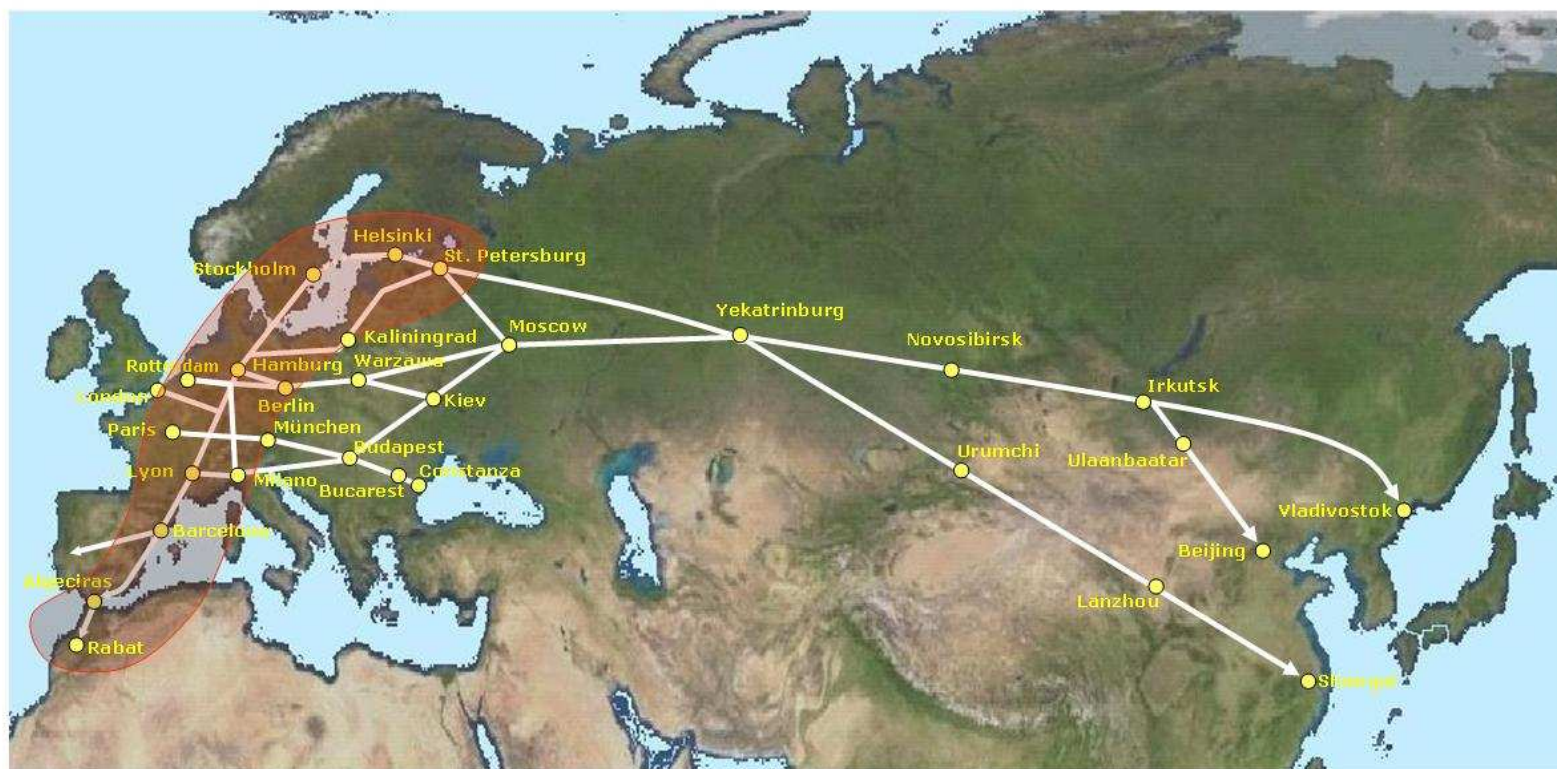 Helsinki
St. Petersburg
Stockholm
Yekatrinburg
Moscow
Kaliningrad
Novosibirsk
Rotterdam
Hamburg
Warzawa
Irkutsk
London
Berlin
Kiev
Paris
München
Budapest
Urumchi
Ulaanbaatar
Lyon
Milano
Constanza
Bucarest
Vladivostok
Barcelona
Beijing
Algeciras
Lanzhou
Rabat